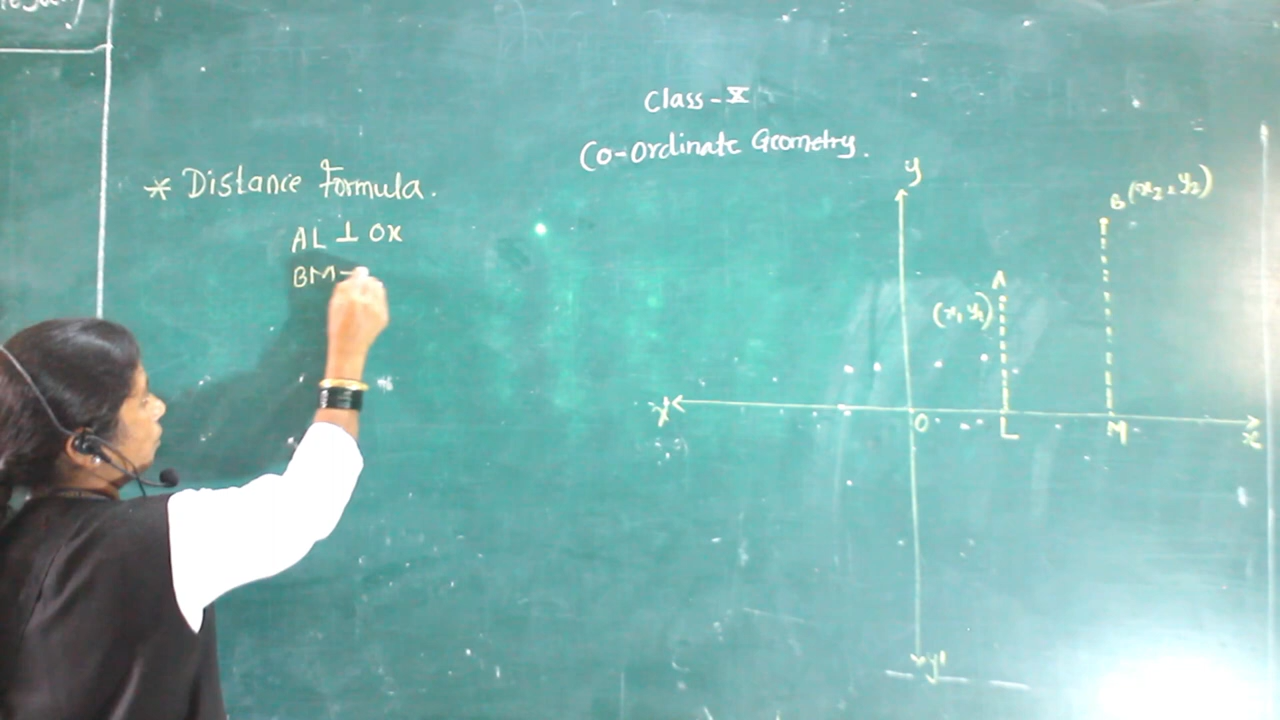 Class - X
Co-ordinate Geometry.
* Distance Formula.
AL ⊥ OX
BM
y
B (x₂, y₂)
A
(x₁ y₁)
x'
O
L
M
x
y'